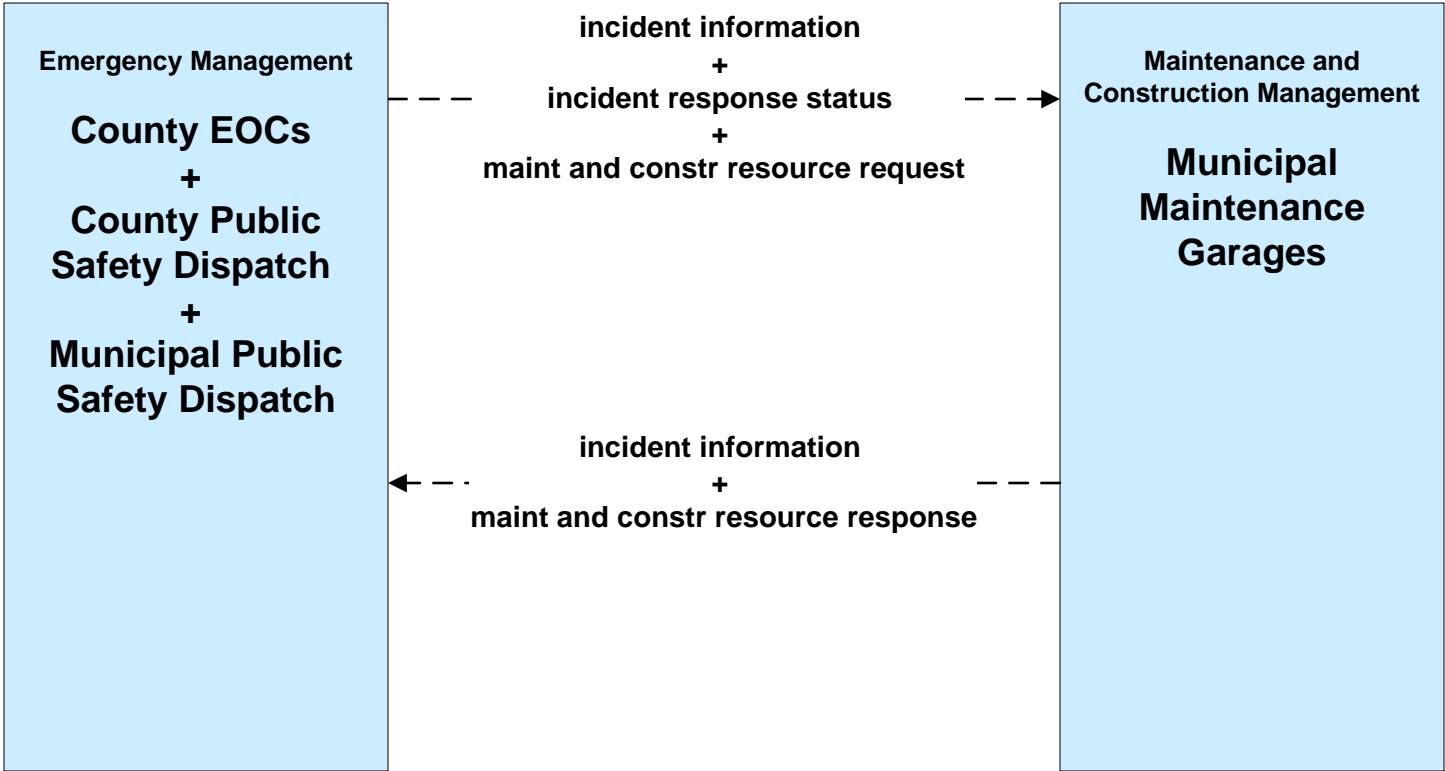 Emergency Management
County EOCs
+
County Public
Safety Dispatch
+
Municipal Public
Safety Dispatch
incident information
+
incident response status
+
maint and constr resource request
incident information
+
maint and constr resource response
Maintenance and
Construction Management
Municipal
Maintenance
Garages